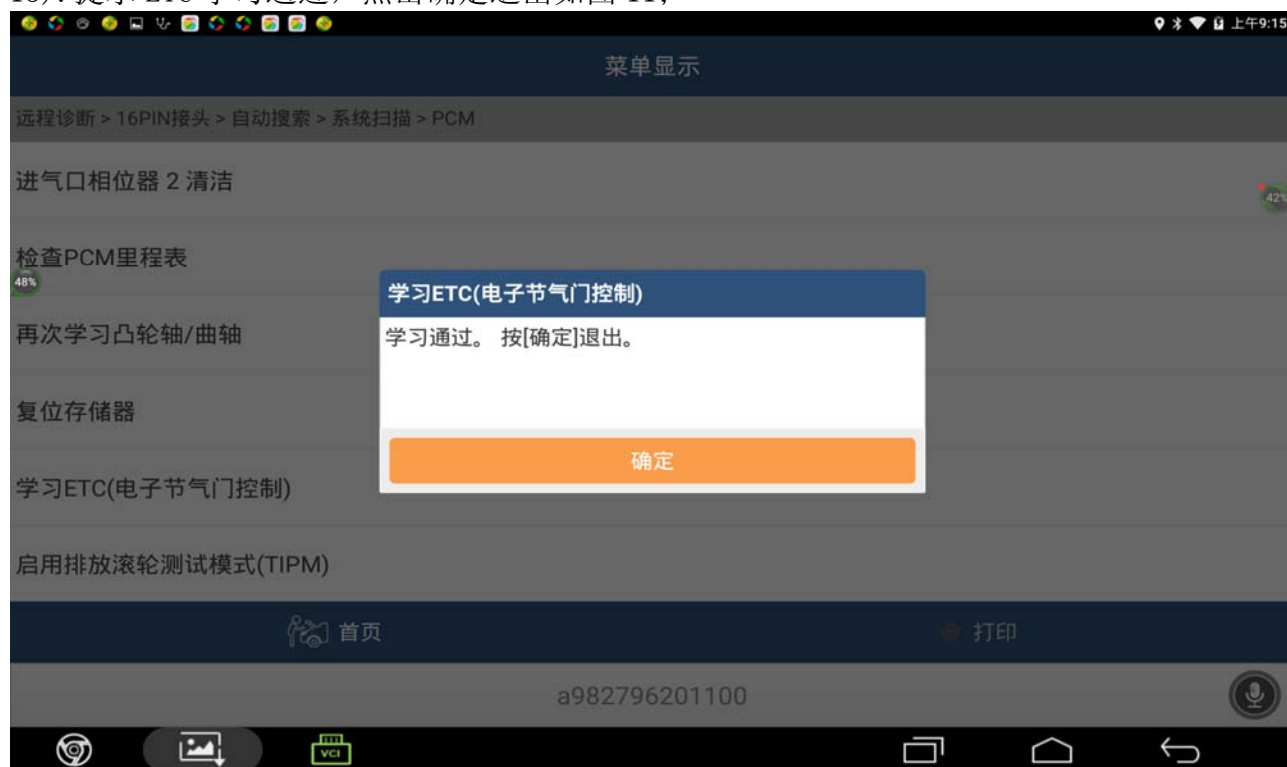 上午9:15
菜单显示
远程诊断 > 16PIN接头 > 自动搜索 > 系统扫描 > PCM
进气口相位器 2 清洁
42%
检查PCM里程表
48%
学习ETC(电子节气门控制)
再次学习凸轮轴/曲轴
学习通过。 按[确定]退出。
复位存储器
确定
学习ETC(电子节气门控制)
启用排放滚轮测试模式(TIPM)
首页
打印
a982796201100
VCI